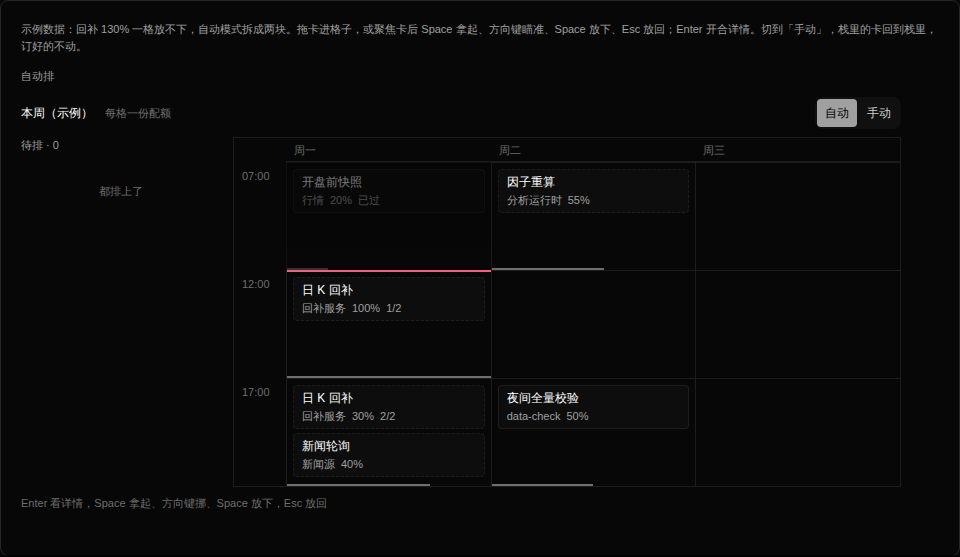 示例数据：回补 130% 一格放不下，自动模式拆成两块。拖卡进格子，或聚焦卡后 Space 拿起、方向键瞄准、Space 放下、Esc 放回；Enter 开合详情。切到「手动」，栈里的卡回到栈里，
订好的不动。
自动排
本周（示例） 每格一份配额
自动 手动
待排 · 0
都排上了
周一 周二 周三
07:00
开盘前快照
行情 20% 已过
因子重算
分析运行时 55%
12:00
日 K 回补
回补服务 100% 1/2
17:00
日 K 回补
回补服务 30% 2/2
新闻轮询
新闻源 40%
夜间全量校验
data-check 50%
Enter 看详情，Space 拿起、方向键挪、Space 放下，Esc 放回